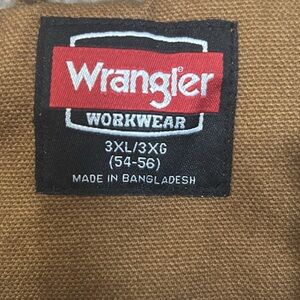 Wrangler®
WORKWEAR
3XL/3XG
(54-56)
MADE IN BANGLADESH